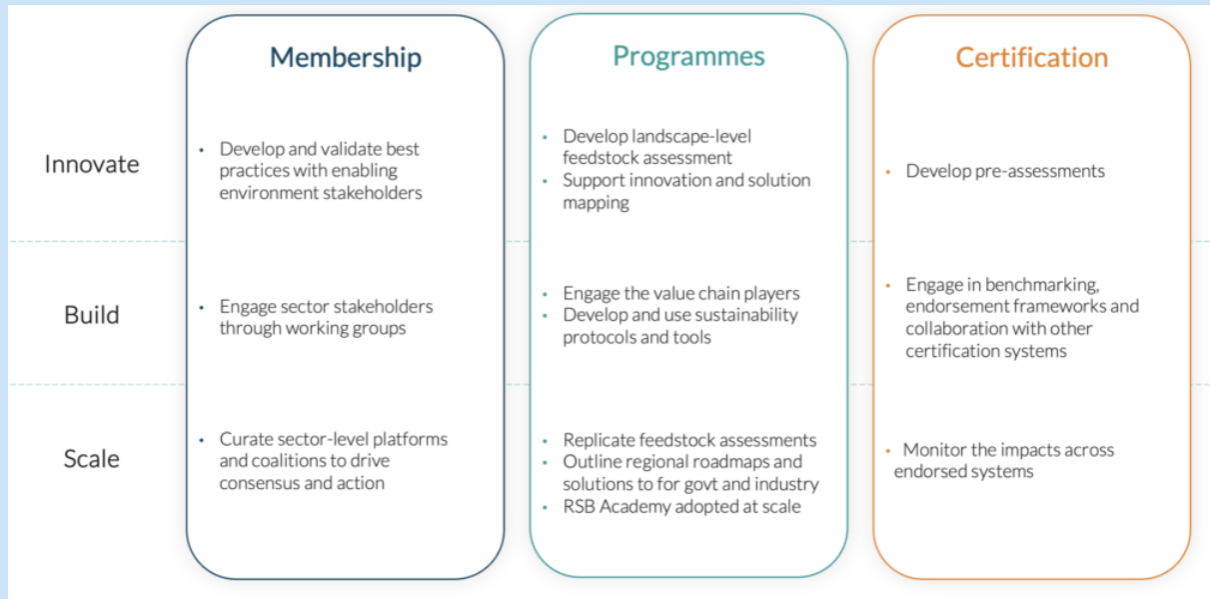 Membership
Programmes
Certification
Innovate
• Develop and validate best
practices with enabling
environment stakeholders
• Develop landscape-level
feedstock assessment
• Support innovation and solution
mapping
• Develop pre-assessments
Build
• Engage sector stakeholders
through working groups
• Engage the value chain players
• Develop and use sustainability
protocols and tools
• Engage in benchmarking,
endorsement frameworks and
collaboration with other
certification systems
Scale
• Curate sector-level platforms
and coalitions to drive
consensus and action
• Replicate feedstock assessments
• Outline regional roadmaps and
solutions to for govt and industry
• RSB Academy adopted at scale
• Monitor the impacts across
endorsed systems